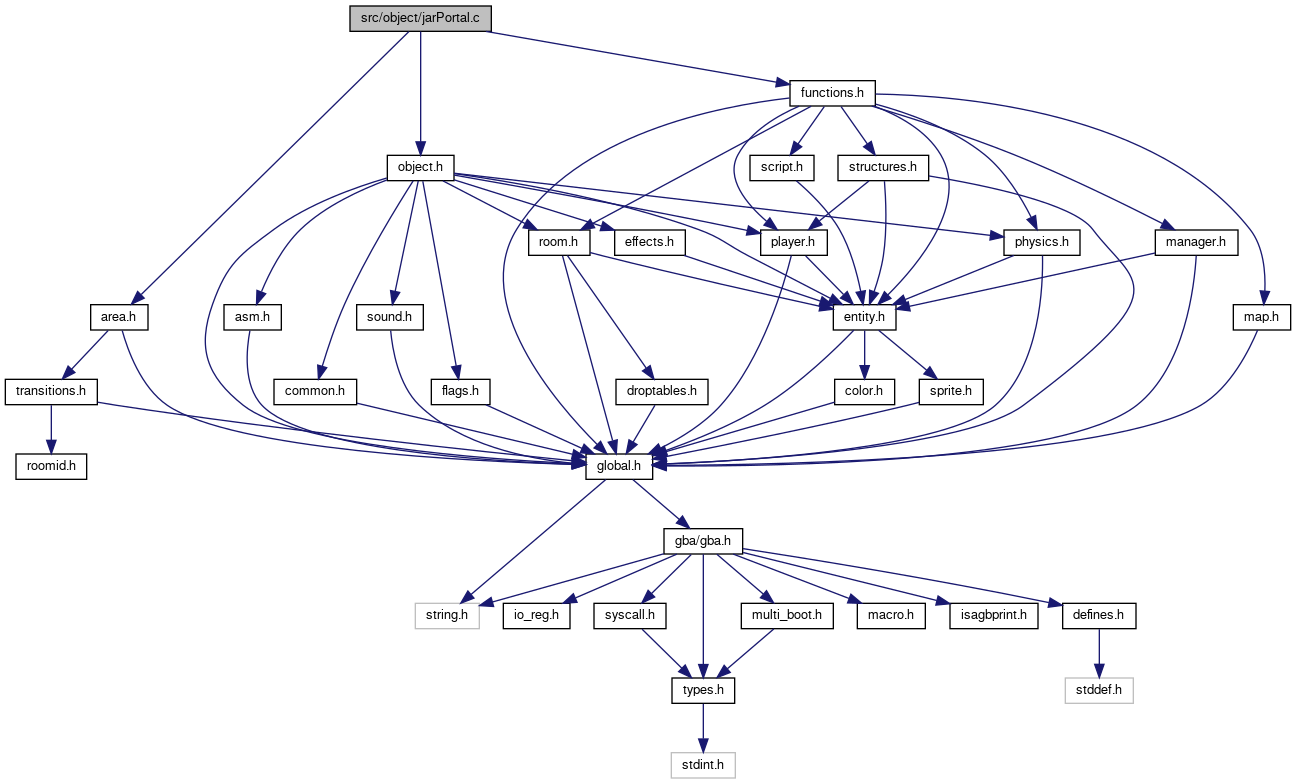 src/object/jarPortal.c
functions.h
object.h
script.h
structures.h
room.h
effects.h
player.h
physics.h
manager.h
area.h
asm.h
sound.h
entity.h
map.h
transitions.h
common.h
flags.h
droptables.h
color.h
sprite.h
roomid.h
global.h
gba/gba.h
string.h
io_reg.h
syscall.h
multi_boot.h
macro.h
isagbprint.h
defines.h
types.h
stddef.h
stdint.h